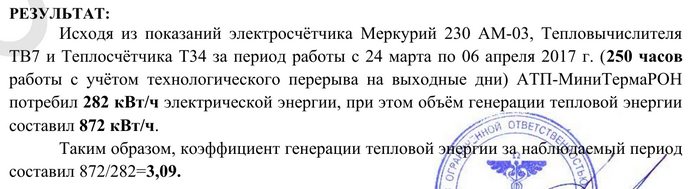 РЕЗУЛЬТАТ:
Исходя из показаний электросчётчика Меркурий 230 АМ-03, Тепловычислителя
ТВ7 и Теплосчётчика Т34 за период работы с 24 марта по 06 апреля 2017 г. (250 часов
работы с учётом технологического перерыва на выходные дни) АТП-МиниТермаРОН
потребил 282 кВт/ч электрической энергии, при этом объём генерации тепловой энергии
составил 872 кВт/ч.
Таким образом, коэффициент генерации тепловой энергии за наблюдаемый период
составил 872/282=3,09.
ОГРАНИЧЕННОЙ ОТВЕТСТВЕННОСТЬЮ